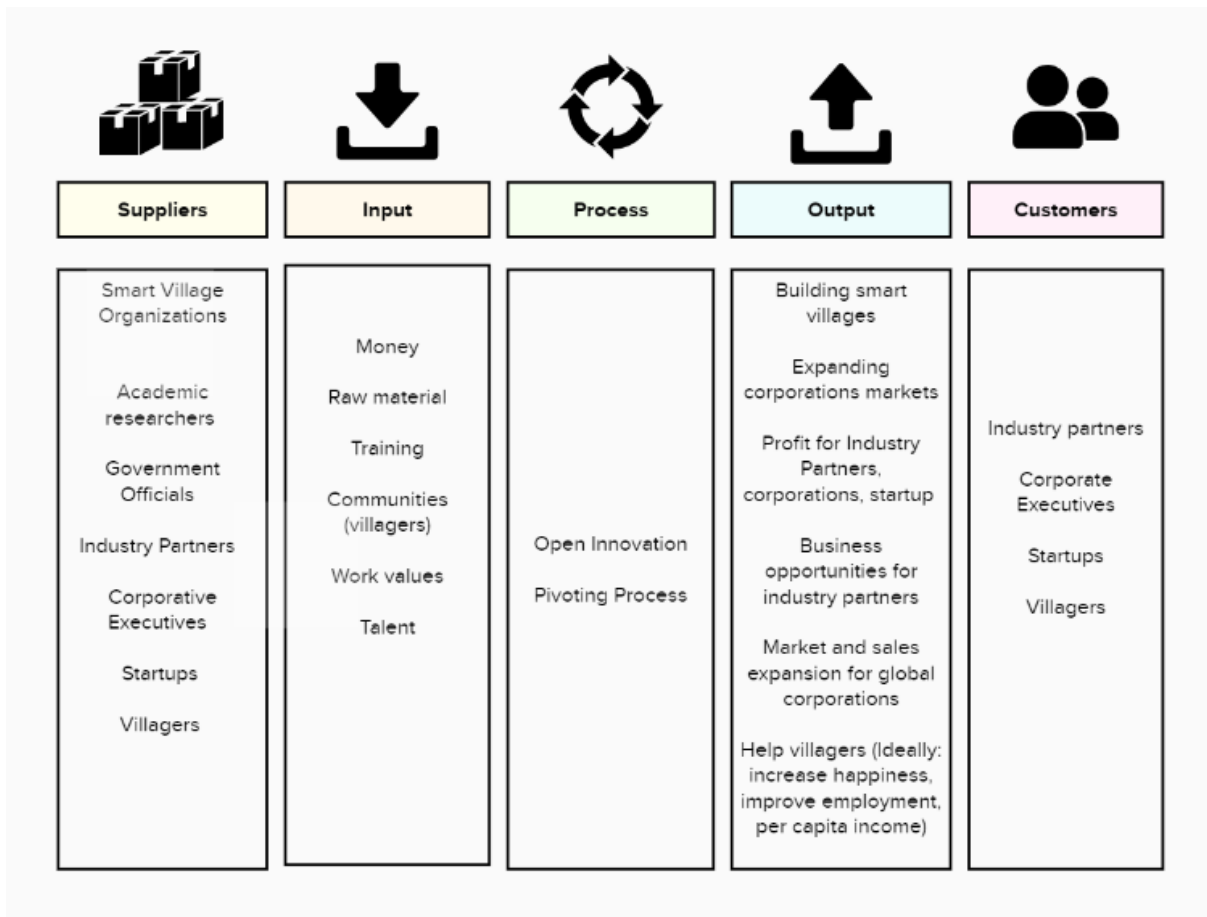 Suppliers
Input
Process
Output
Customers
Smart Village
Organizations
Academic
researchers
Government
Officials
Industry Partners
Corporative
Executives
Startups
Villagers
Money
Raw material
Training
Communities
(villagers)
Work values
Talent
Open Innovation
Pivoting Process
Building smart
villages
Expanding
corporations markets
Profit for Industry
Partners,
corporations, startup
Business
opportunities for
industry partners
Market and sales
expansion for global
corporations
Help villagers (Ideally:
increase happiness,
improve employment,
per capita income)
Industry partners
Corporate
Executives
Startups
Villagers